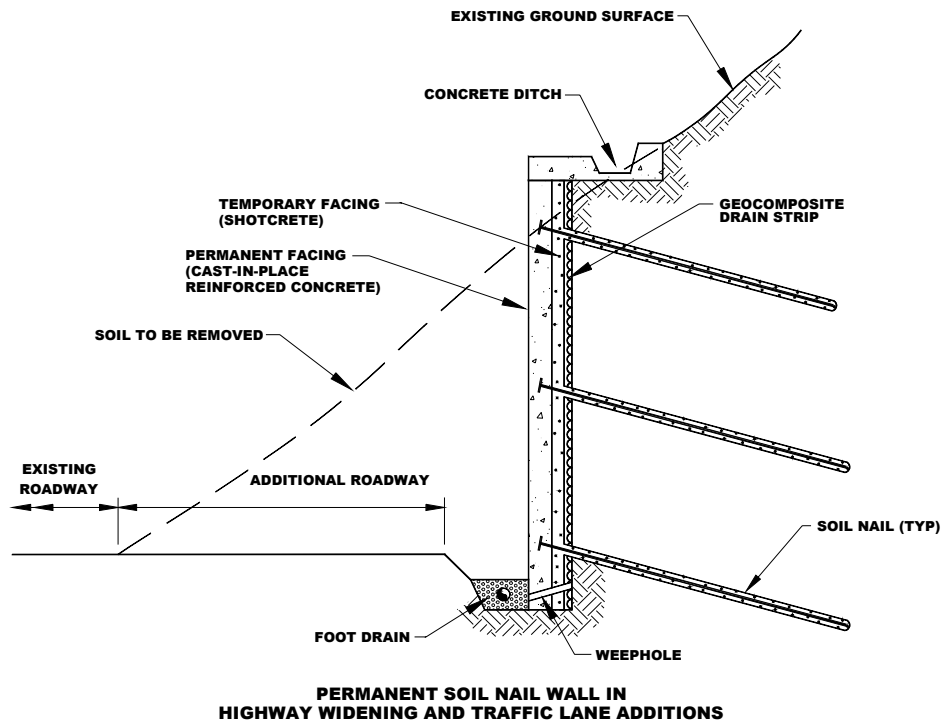 EXISTING GROUND SURFACE
CONCRETE DITCH
TEMPORARY FACING
(SHOTCRETE)
GEOCOMPOSITE
DRAIN STRIP
PERMANENT FACING
(CAST-IN-PLACE
REINFORCED CONCRETE)
SOIL TO BE REMOVED
EXISTING
ROADWAY
ADDITIONAL ROADWAY
SOIL NAIL (TYP)
FOOT DRAIN
WEEPHOLE
PERMANENT SOIL NAIL WALL IN
HIGHWAY WIDENING AND TRAFFIC LANE ADDITIONS